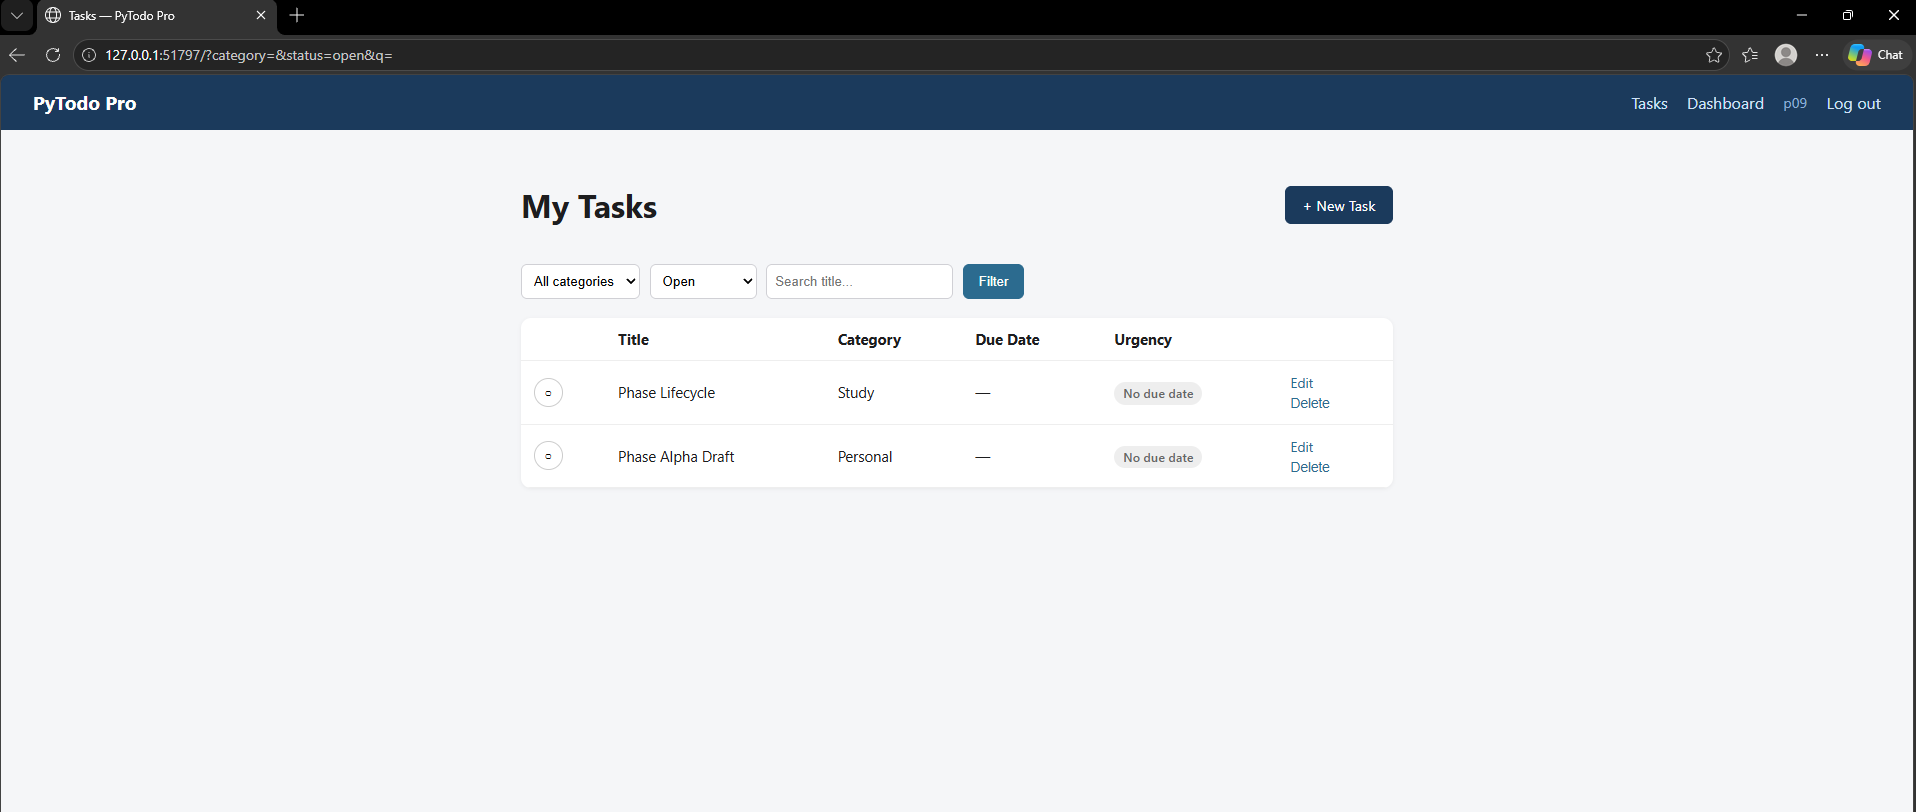 Tasks — PyTodo Pro
127.0.0.1:51797/?category=&status=open&q=
Chat
PyTodo Pro
Tasks Dashboard p09 Log out
My Tasks
+ New Task
All categories Open Search title... Filter
Title Category Due Date Urgency
Phase Lifecycle Study — No due date Edit
Delete
Phase Alpha Draft Personal — No due date Edit
Delete